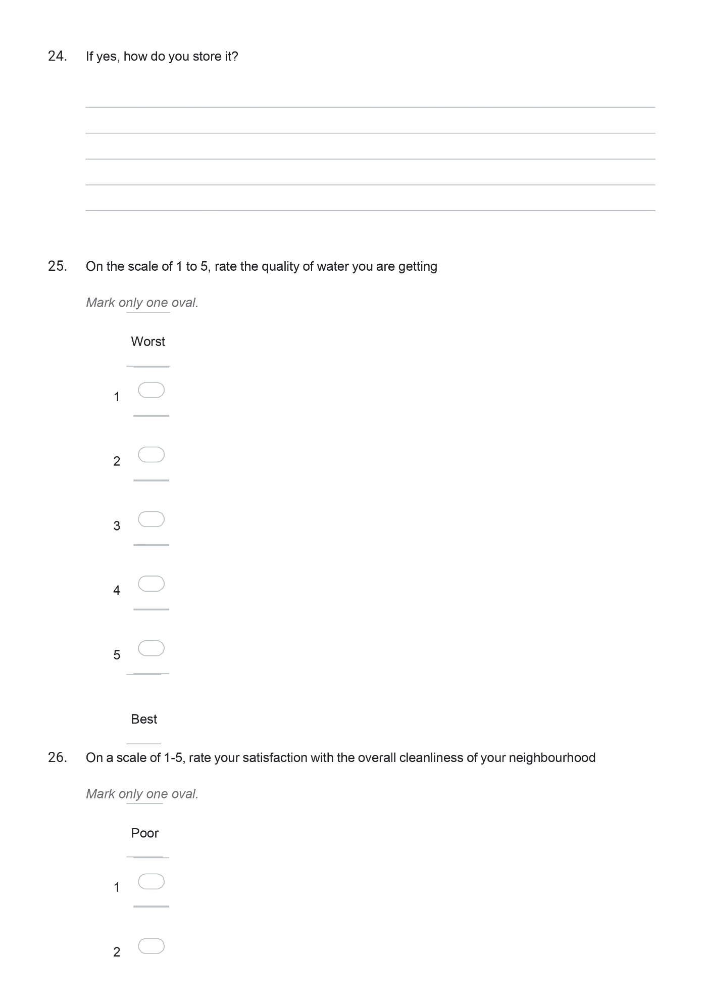 24. If yes, how do you store it?
25. On the scale of 1 to 5, rate the quality of water you are getting
Mark only one oval.
Worst
1
2
3
4
5
Best
26. On a scale of 1-5, rate your satisfaction with the overall cleanliness of your neighbourhood
Mark only one oval.
Poor
1
2